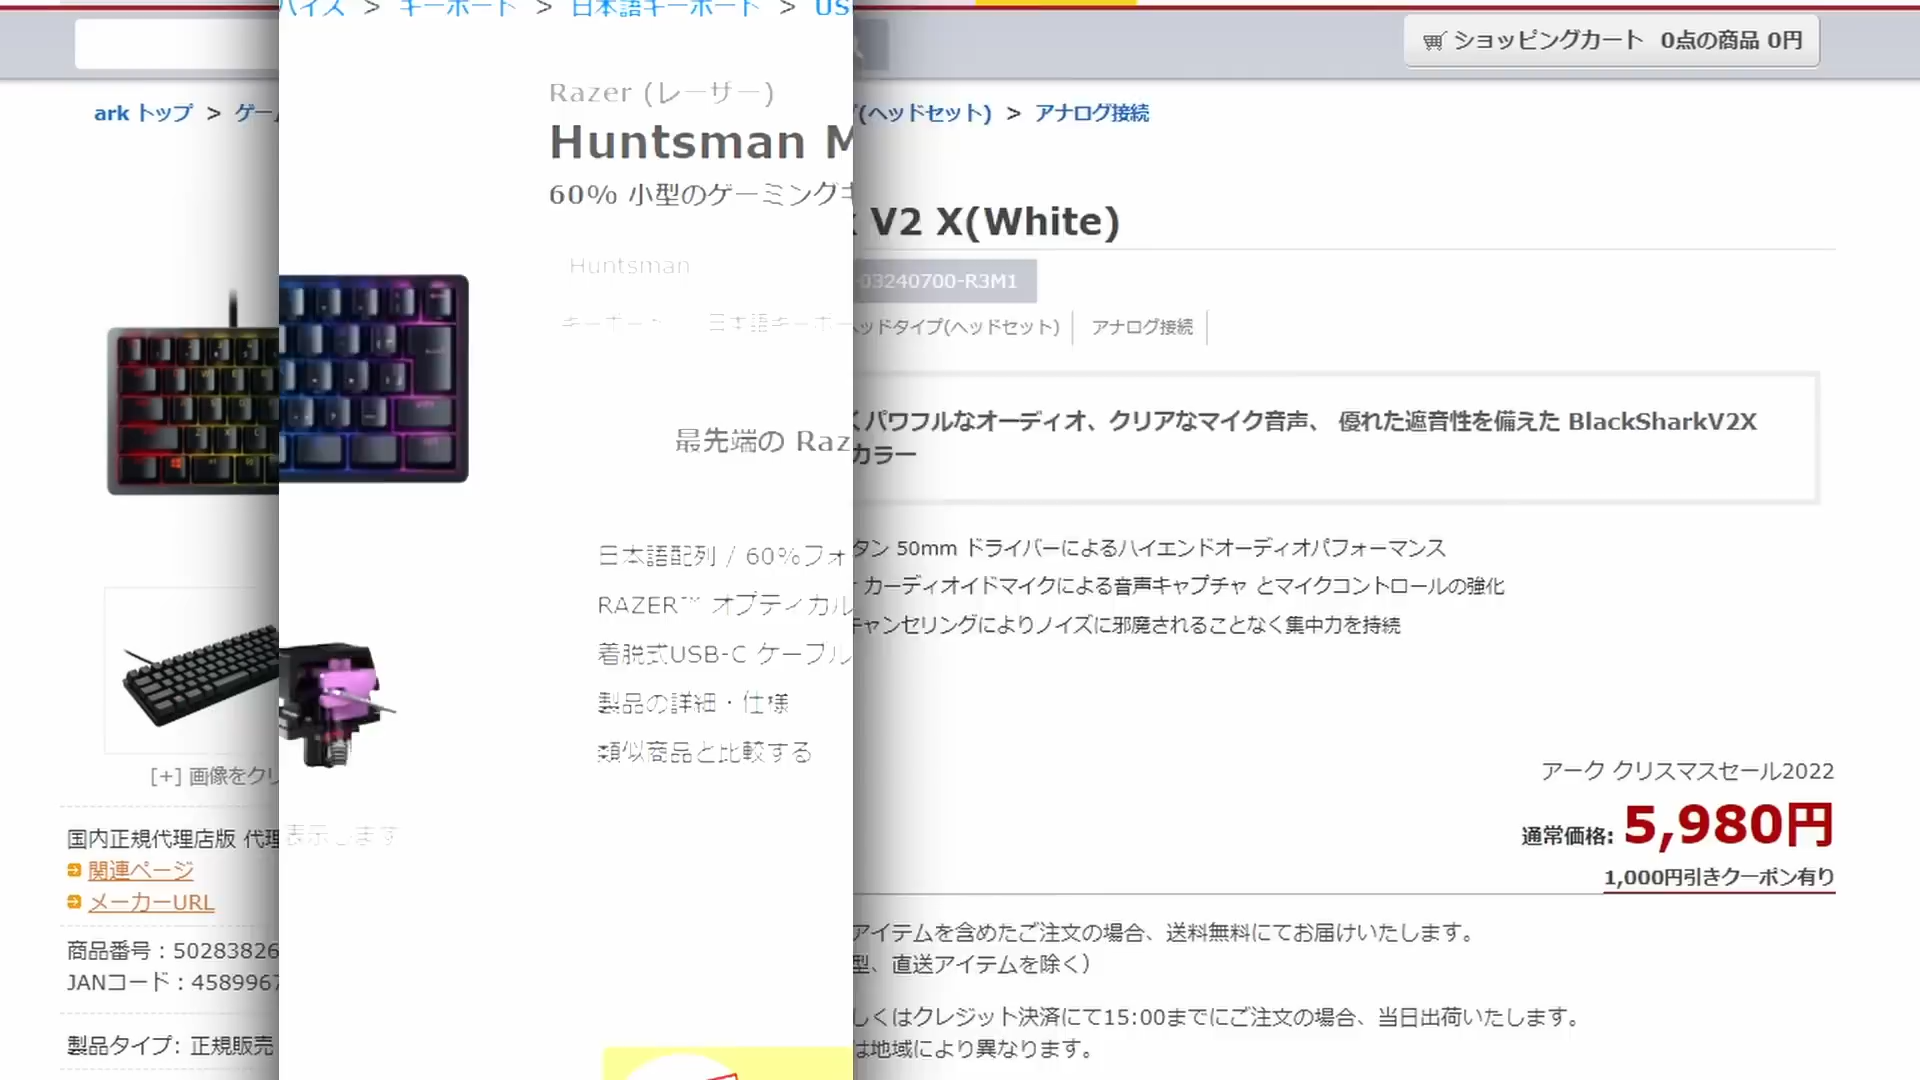 バイス > キーボード > 日本語キーボード > US
ショッピングカート 0点の商品 0円
ark トップ > ゲー
(ヘッドセット) > アナログ接続
Razer (レーザー)
Huntsman M
60% 小型のゲーミングキ
V2 X(White)
Huntsman
-03240700-R3M1
キーボード 日本語キーボー
ヘッドタイプ(ヘッドセット) アナログ接続
最先端の Raz
くパワフルなオーディオ、クリアなマイク音声、 優れた遮音性を備えた BlackSharkV2X
カラー
日本語配列 / 60%フォ
RAZER™ オプティカル
着脱式USB-C ケーブル
製品の詳細・仕様
類似商品と比較する
タン 50mm ドライバーによるハイエンドオーディオパフォーマンス
カーディオイドマイクによる音声キャプチャ とマイクコントロールの強化
キャンセリングによりノイズに邪魔されることなく集中力を持続
[+] 画像をクリ
表示します
国内正規代理店版 代理
関連ページ
メーカーURL
商品番号：50283826
JANコード：4589967
製品タイプ: 正規販売
アーク クリスマスセール2022
通常価格: 5,980円
1,000円引きクーポン有り
アイテムを含めたご注文の場合、送料無料にてお届けいたします。
型、直送アイテムを除く）
しくはクレジット決済にて15:00までにご注文の場合、当日出荷いたします。
は地域により異なります。